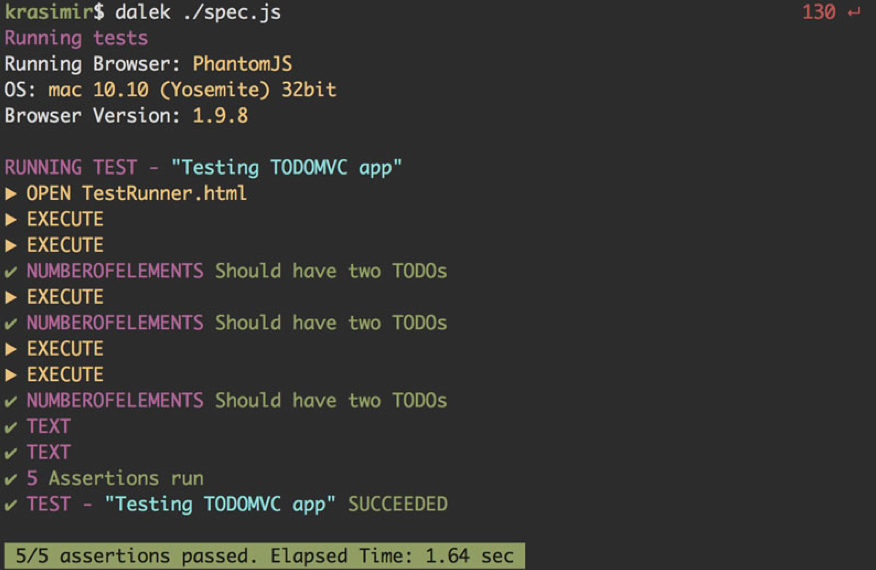 krasimir$ dalek ./spec.js 130 ↵
Running tests
Running Browser: PhantomJS
OS: mac 10.10 (Yosemite) 32bit
Browser Version: 1.9.8
RUNNING TEST - "Testing TODOMVC app"
▶ OPEN TestRunner.html
▶ EXECUTE
▶ EXECUTE
✔ NUMBEROFELEMENTS Should have two TODOs
▶ EXECUTE
✔ NUMBEROFELEMENTS Should have two TODOs
▶ EXECUTE
▶ EXECUTE
✔ NUMBEROFELEMENTS Should have two TODOs
✔ TEXT
✔ TEXT
✔ 5 Assertions run
✔ TEST - "Testing TODOMVC app" SUCCEEDED
5/5 assertions passed. Elapsed Time: 1.64 sec